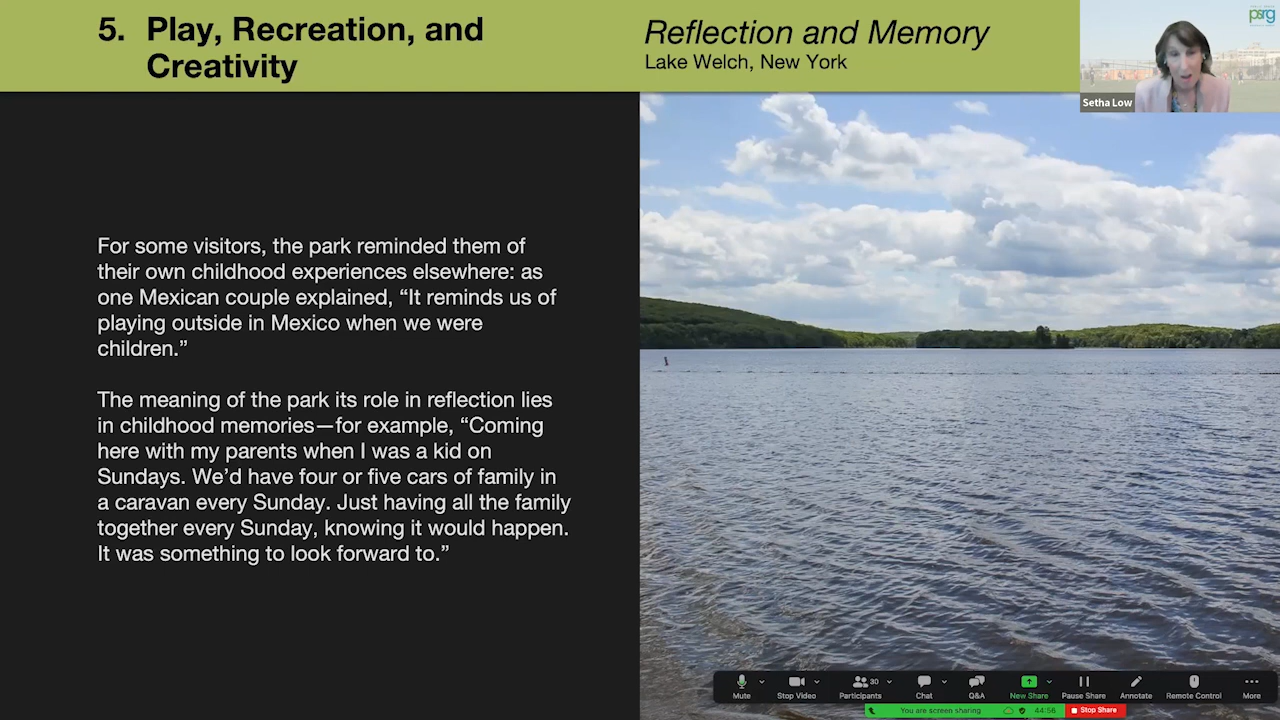 5. Play, Recreation, and
Creativity
Reflection and Memory
Lake Welch, New York
psrg
Setha Low
For some visitors, the park reminded them of
their own childhood experiences elsewhere: as
one Mexican couple explained, “It reminds us of
playing outside in Mexico when we were
children.”
The meaning of the park its role in reflection lies
in childhood memories—for example, “Coming
here with my parents when I was a kid on
Sundays. We’d have four or five cars of family in
a caravan every Sunday. Just having all the family
together every Sunday, knowing it would happen.
It was something to look forward to.”
Mute
Stop Video
30
Participants
Chat
Q&A
New Share
Pause Share
Annotate
Remote Control
More
You are screen sharing
44:56
Stop Share